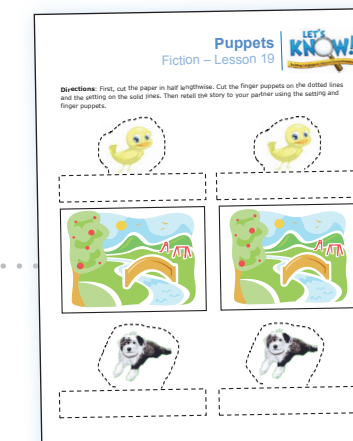 Puppets
Fiction – Lesson 19
LET'S
KNOW!
Directions: First, cut the paper in half lengthwise. Cut the finger puppets on the dotted lines
and the setting on the solid lines. Then retell the story to your partner using the setting and
finger puppets.